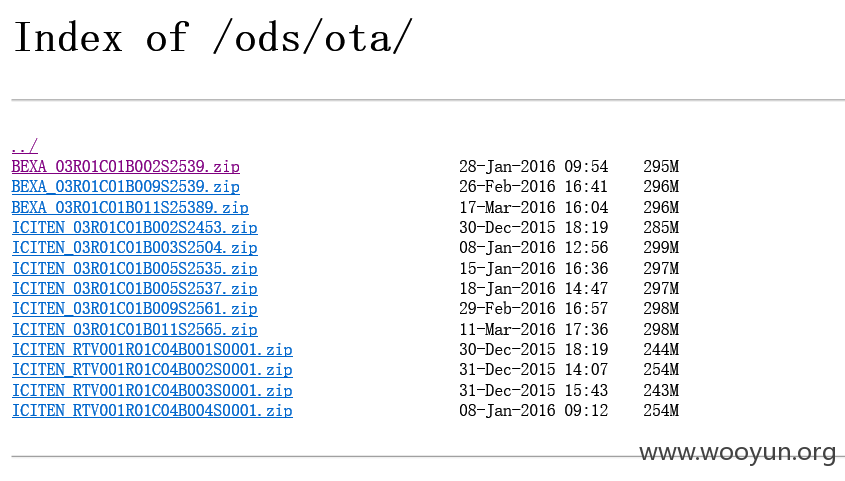 Index of /ods/ota/
../
BEXA_03R01C01B002S2539.zip 28-Jan-2016 09:54 295M
BEXA_03R01C01B009S2539.zip 26-Feb-2016 16:41 296M
BEXA_03R01C01B011S25389.zip 17-Mar-2016 16:04 296M
ICITEN_03R01C01B002S2453.zip 30-Dec-2015 18:19 285M
ICITEN_03R01C01B003S2504.zip 08-Jan-2016 12:56 299M
ICITEN_03R01C01B005S2535.zip 15-Jan-2016 16:36 297M
ICITEN_03R01C01B005S2537.zip 18-Jan-2016 14:47 297M
ICITEN_03R01C01B009S2561.zip 29-Feb-2016 16:57 298M
ICITEN_03R01C01B011S2565.zip 11-Mar-2016 17:36 298M
ICITEN_RTV001R01C04B001S0001.zip 30-Dec-2015 18:19 244M
ICITEN_RTV001R01C04B002S0001.zip 31-Dec-2015 14:07 254M
ICITEN_RTV001R01C04B003S0001.zip 31-Dec-2015 15:43 243M
ICITEN_RTV001R01C04B004S0001.zip 08-Jan-2016 09:12 254M
www.wooyun.org